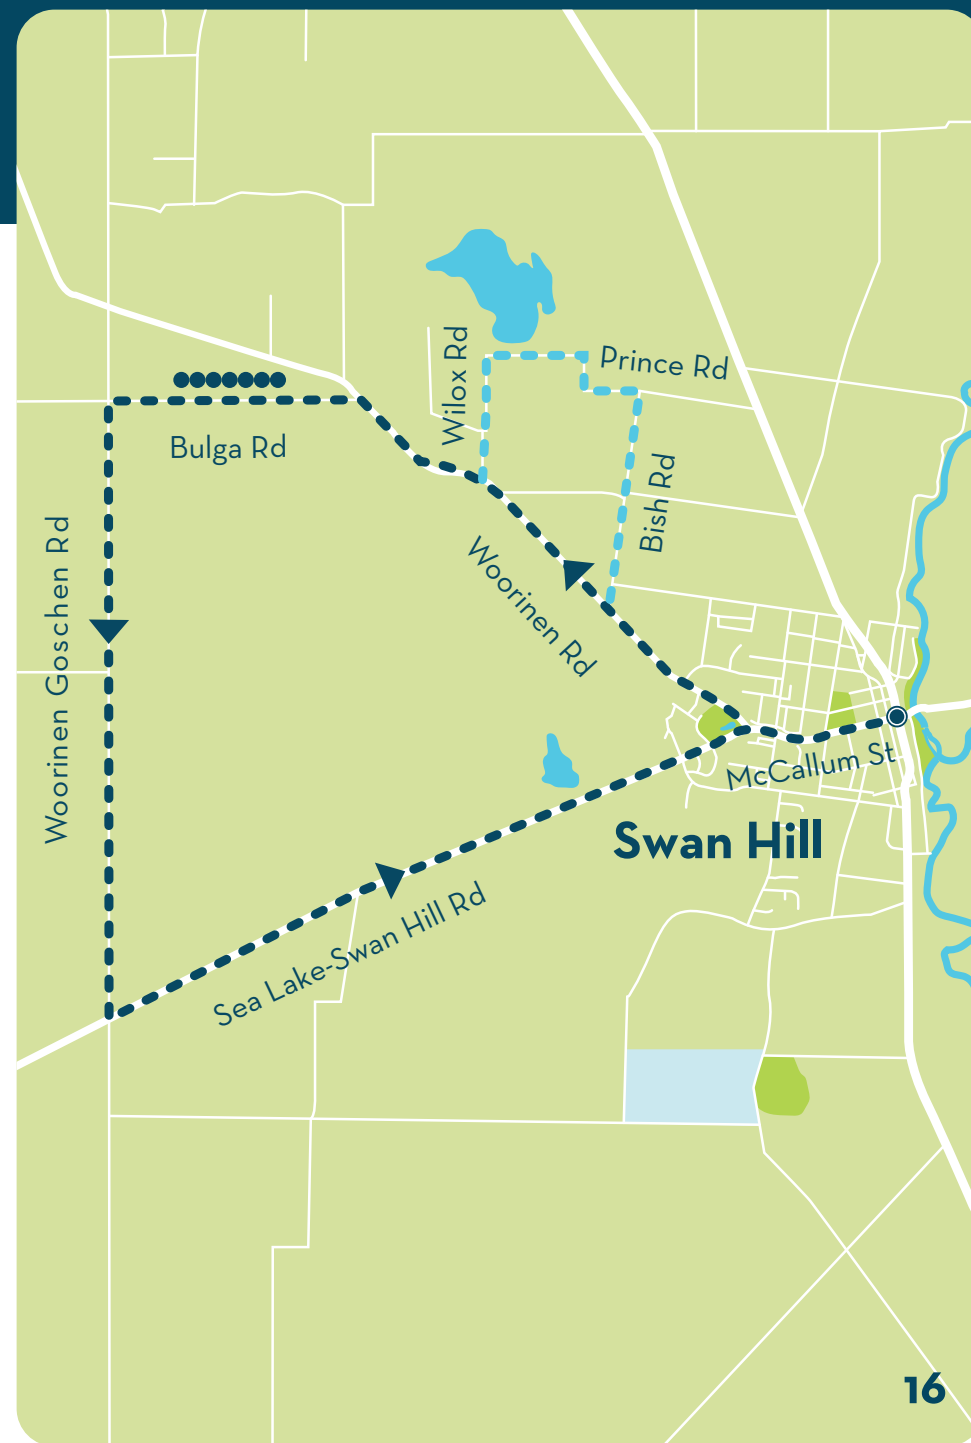 Prince Rd
Wilox Rd
Bulga Rd
Bish Rd
Woorinen Rd
Woorinen Goschen Rd
McCallum St
Swan Hill
Sea Lake-Swan Hill Rd
16